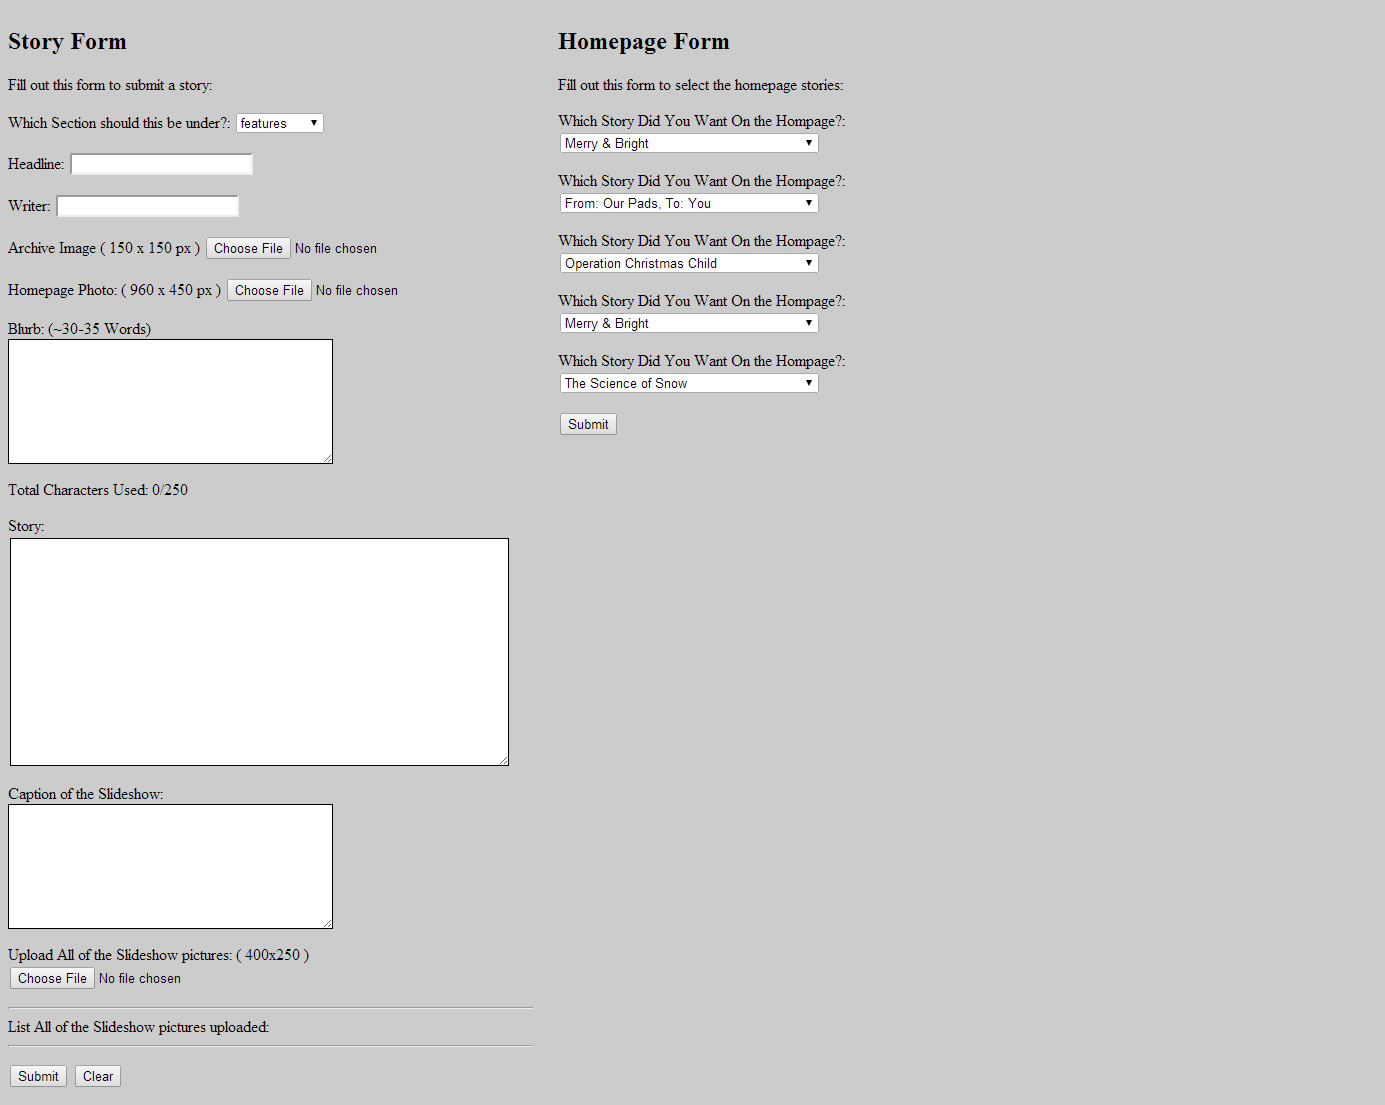 Story Form
Fill out this form to submit a story:
Which Section should this be under?: features
Headline:
Writer:
Archive Image ( 150 x 150 px ) Choose File No file chosen
Homepage Photo: ( 960 x 450 px ) Choose File No file chosen
Blurb: (~30-35 Words)
Total Characters Used: 0/250
Story:
Caption of the Slideshow:
Upload All of the Slideshow pictures: ( 400x250 )
Choose File No file chosen
List All of the Slideshow pictures uploaded:
Submit Clear
Homepage Form
Fill out this form to select the homepage stories:
Which Story Did You Want On the Hompage?:
Merry & Bright
Which Story Did You Want On the Hompage?:
From: Our Pads, To: You
Which Story Did You Want On the Hompage?:
Operation Christmas Child
Which Story Did You Want On the Hompage?:
Merry & Bright
Which Story Did You Want On the Hompage?:
The Science of Snow
Submit